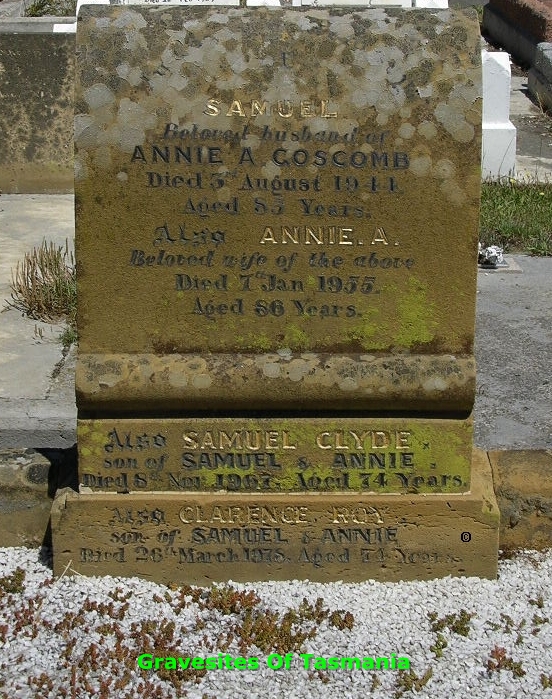 SAMUEL
Beloved husband of
ANNIE A GOSCOMB
Died 3rd August 1944
Aged 85 Years.
Also ANNIE. A.
Beloved wife of the above
Died 7th Jan 1955.
Aged 86 Years.
Also SAMUEL CLYDE.
son of SAMUEL & ANNIE.
Died 8th Nov 1967. Aged 74 Years.
Also CLARENCE ROY
son of SAMUEL & ANNIE
Died 26th March 1978. Aged 74 Years.
Gravesites Of Tasmania